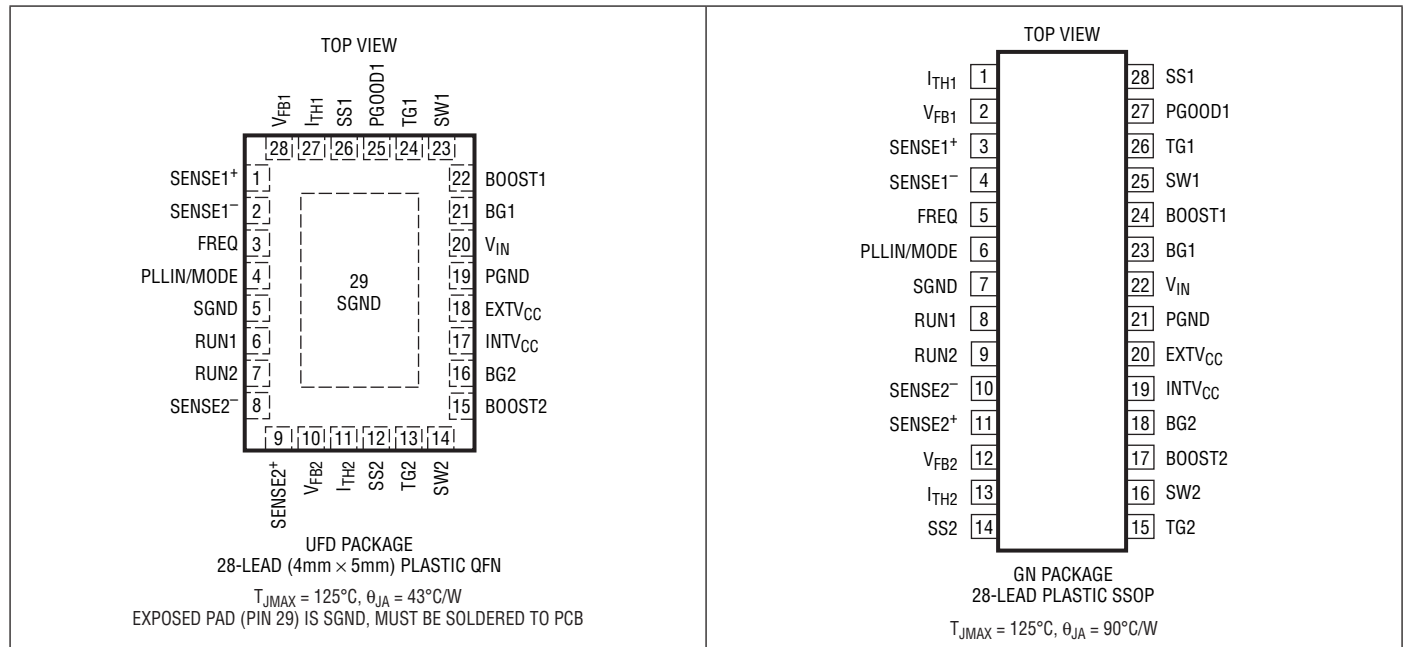 TOP VIEW
VFB1
ITH1
SS1
PGOOD1
TG1
SW1
28 27 26 25 24 23
SENSE1+ 1
SENSE1– 2
FREQ 3
PLLIN/MODE 4
SGND 5
RUN1 6
RUN2 7
SENSE2– 8
29
SGND
22 BOOST1
21 BG1
20 VIN
19 PGND
18 EXTVCC
17 INTVCC
16 BG2
15 BOOST2
9 10 11 12 13 14
SENSE2+
VFB2
ITH2
SS2
TG2
SW2
UFD PACKAGE
28-LEAD (4mm × 5mm) PLASTIC QFN
TJMAX = 125°C, θJA = 43°C/W
EXPOSED PAD (PIN 29) IS SGND, MUST BE SOLDERED TO PCB
TOP VIEW
ITH1 1
VFB1 2
SENSE1+ 3
SENSE1– 4
FREQ 5
PLLIN/MODE 6
SGND 7
RUN1 8
RUN2 9
SENSE2– 10
SENSE2+ 11
VFB2 12
ITH2 13
SS2 14
28 SS1
27 PGOOD1
26 TG1
25 SW1
24 BOOST1
23 BG1
22 VIN
21 PGND
20 EXTVCC
19 INTVCC
18 BG2
17 BOOST2
16 SW2
15 TG2
GN PACKAGE
28-LEAD PLASTIC SSOP
TJMAX = 125°C, θJA = 90°C/W